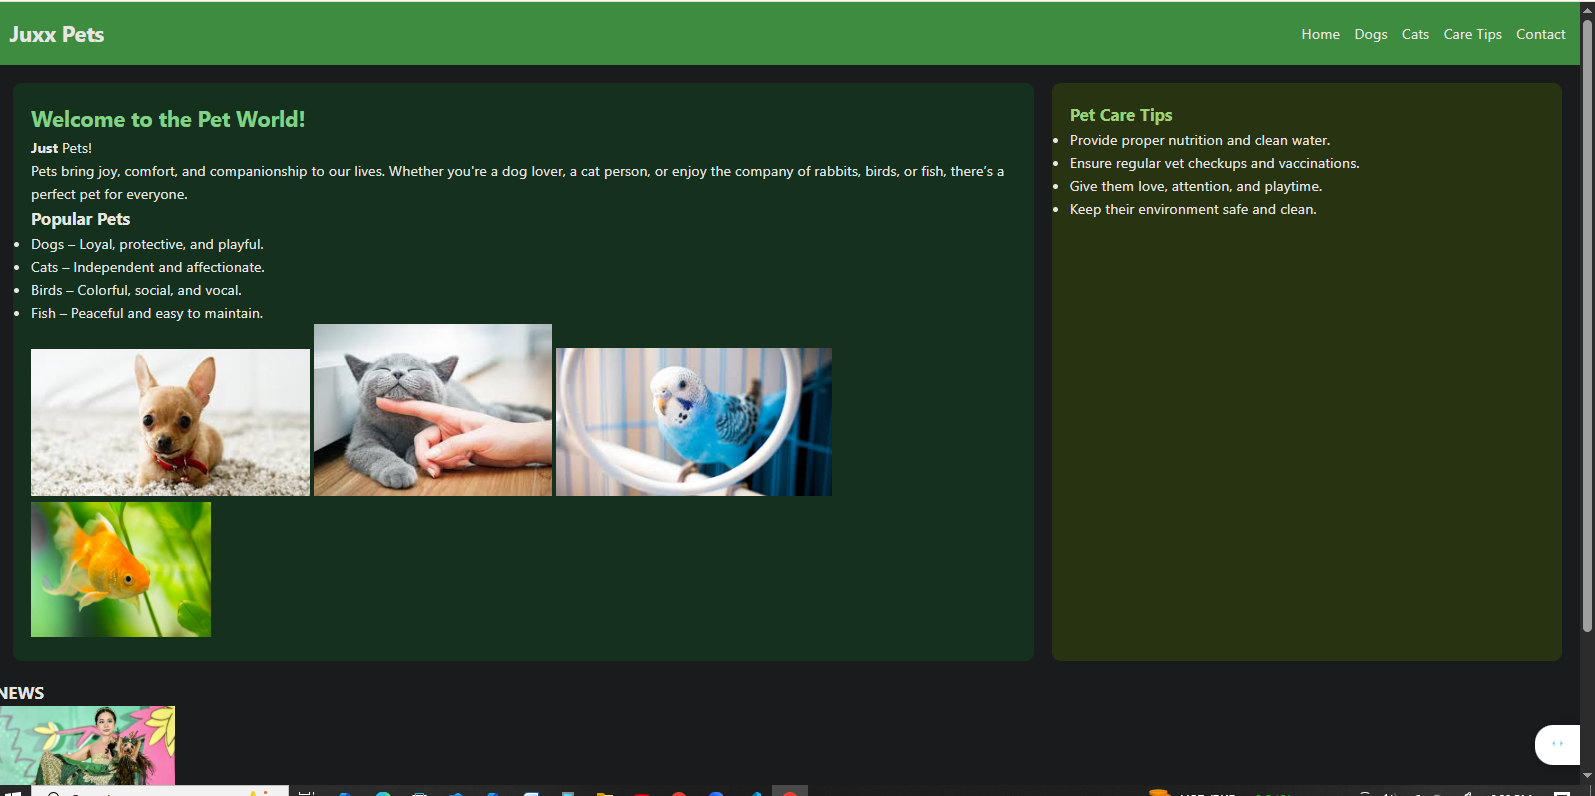 Juxx Pets
Home Dogs Cats Care Tips Contact
Welcome to the Pet World!
Just Pets!
Pets bring joy, comfort, and companionship to our lives. Whether you're a dog lover, a cat person, or enjoy the company of rabbits, birds, or fish, there’s a
perfect pet for everyone.
Popular Pets
Dogs – Loyal, protective, and playful.
Cats – Independent and affectionate.
Birds – Colorful, social, and vocal.
Fish – Peaceful and easy to maintain.
Pet Care Tips
Provide proper nutrition and clean water.
Ensure regular vet checkups and vaccinations.
Give them love, attention, and playtime.
Keep their environment safe and clean.
NEWS